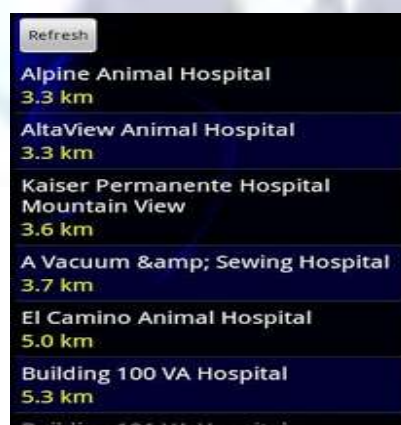 Refresh
Alpine Animal Hospital
3.3 km
AltaView Animal Hospital
3.3 km
Kaiser Permanente Hospital
Mountain View
3.6 km
A Vacuum &amp; Sewing Hospital
3.7 km
El Camino Animal Hospital
5.0 km
Building 100 VA Hospital
5.3 km